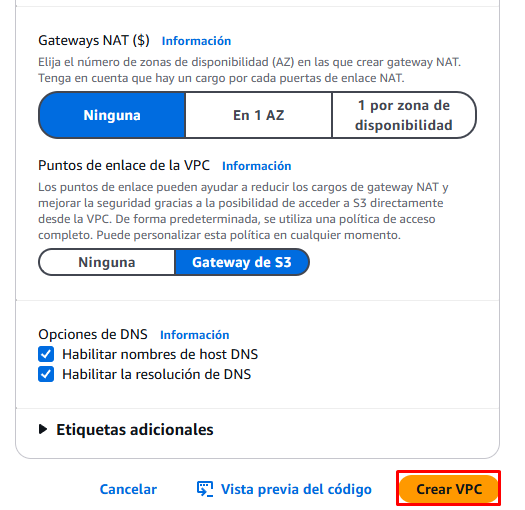 Gateways NAT ($) Información
Elija el número de zonas de disponibilidad (AZ) en las que crear gateway NAT.
Tenga en cuenta que hay un cargo por cada puertas de enlace NAT.
Ninguna
En 1 AZ
1 por zona de
disponibilidad
Puntos de enlace de la VPC Información
Los puntos de enlace pueden ayudar a reducir los cargos de gateway NAT y
mejorar la seguridad gracias a la posibilidad de acceder a S3 directamente
desde la VPC. De forma predeterminada, se utiliza una política de acceso
completo. Puede personalizar esta política en cualquier momento.
Ninguna
Gateway de S3
Opciones de DNS Información
Habilitar nombres de host DNS
Habilitar la resolución de DNS
Etiquetas adicionales
Cancelar
Vista previa del código
Crear VPC